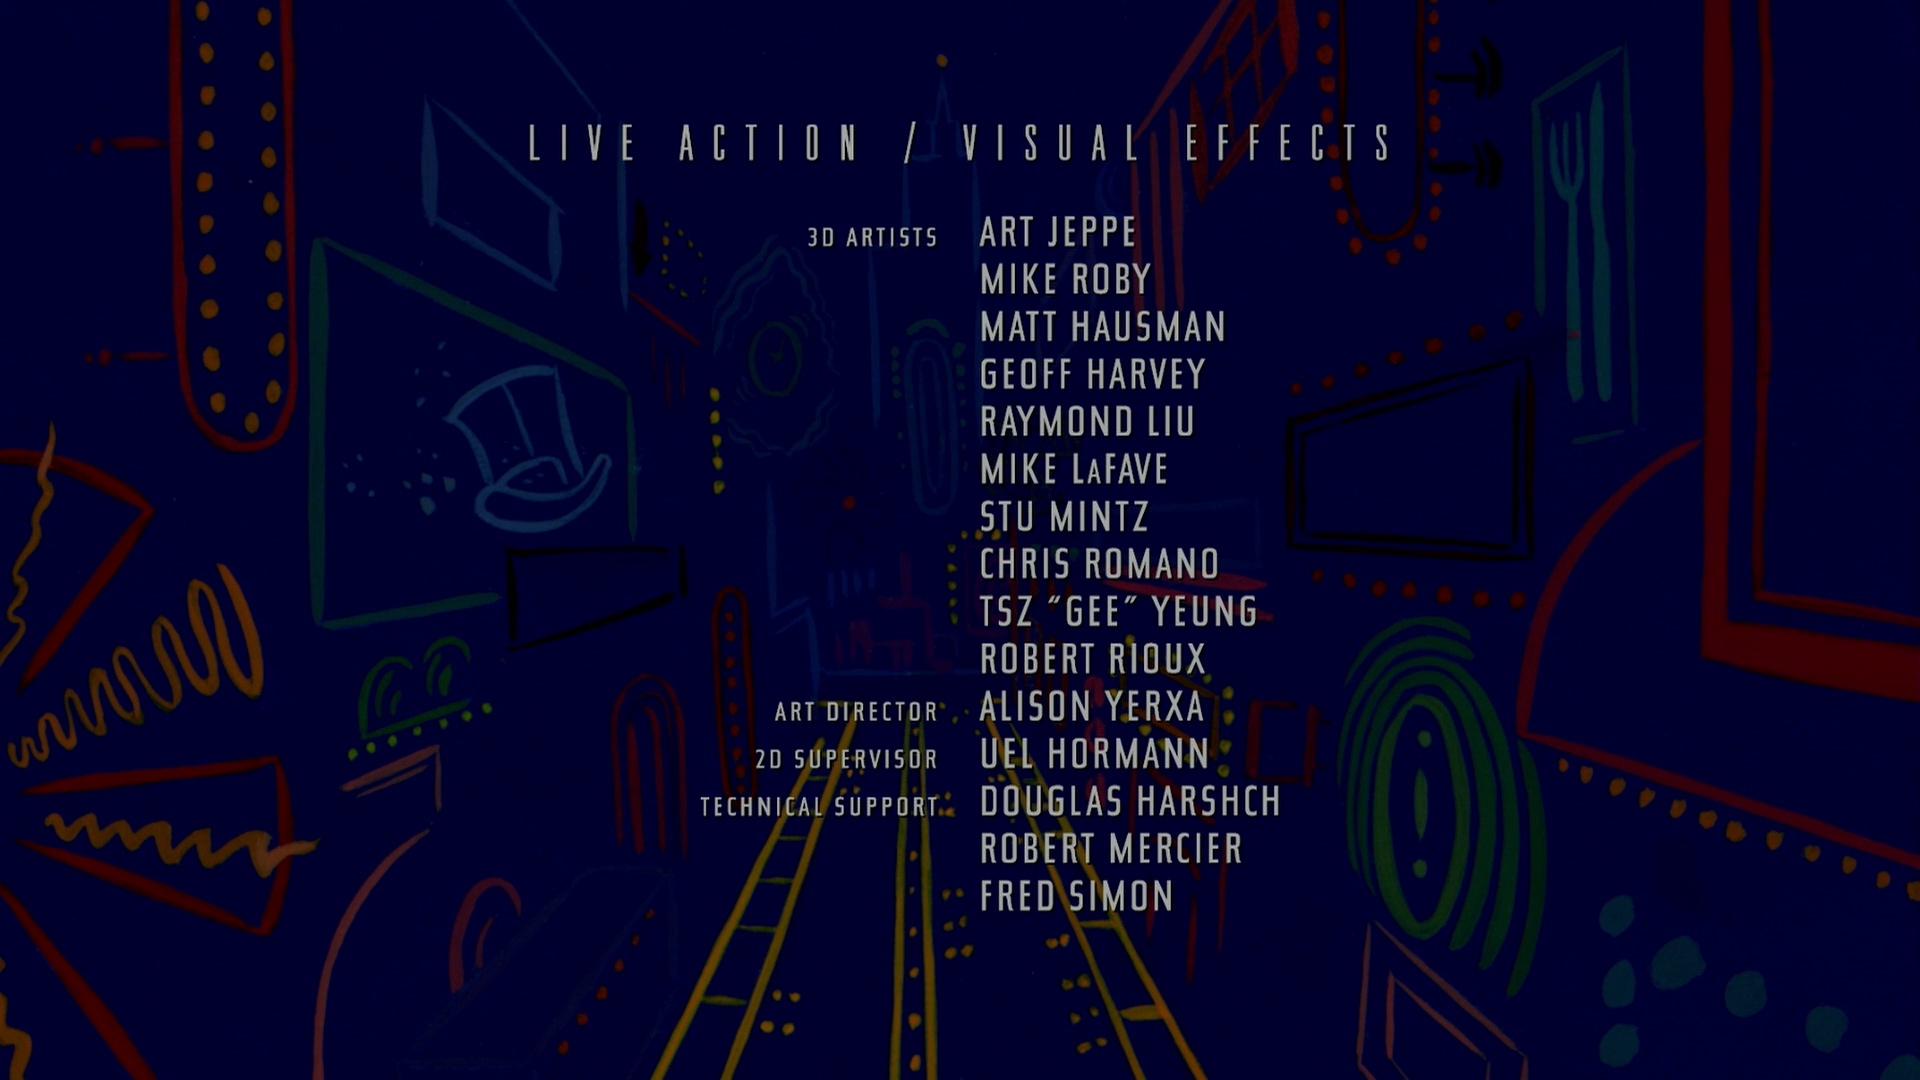 LIVE ACTION / VISUAL EFFECTS
3D ARTISTS ART JEPPE
MIKE ROBY
MATT HAUSMAN
GEOFF HARVEY
RAYMOND LIU
MIKE LAFAVE
STU MINTZ
CHRIS ROMANO
TSZ “GEE” YEUNG
ROBERT RIOUX
ART DIRECTOR ALISON YERXA
2D SUPERVISOR UEL HORMANN
TECHNICAL SUPPORT DOUGLAS HARSHCH
ROBERT MERCIER
FRED SIMON